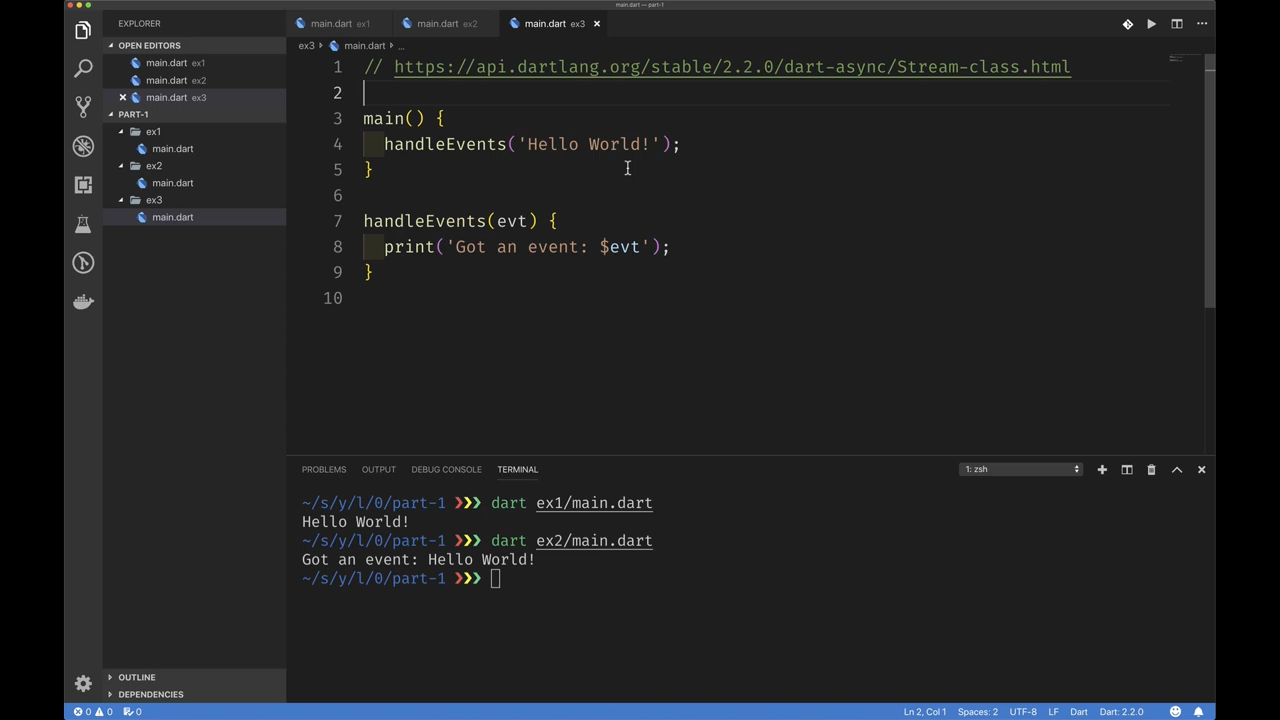 main.dart — part-1
EXPLORER
main.dart ex1
main.dart ex2
main.dart ex3
OPEN EDITORS
main.dart ex1
main.dart ex2
main.dart ex3
PART-1
ex1
main.dart
ex2
main.dart
ex3
main.dart
OUTLINE
DEPENDENCIES
ex3 main.dart ...
1 // https://api.dartlang.org/stable/2.2.0/dart-async/Stream-class.html
2
3 main() {
4 handleEvents('Hello World!');
5 }
6
7 handleEvents(evt) {
8 print('Got an event: $evt');
9 }
10
PROBLEMS OUTPUT DEBUG CONSOLE TERMINAL 1: zsh
~/s/y/l/0/part-1 ❯❯❯ dart ex1/main.dart
Hello World!
~/s/y/l/0/part-1 ❯❯❯ dart ex2/main.dart
Got an event: Hello World!
~/s/y/l/0/part-1 ❯❯❯
0 0 0 Ln 2, Col 1 Spaces: 2 UTF-8 LF Dart Dart: 2.2.0